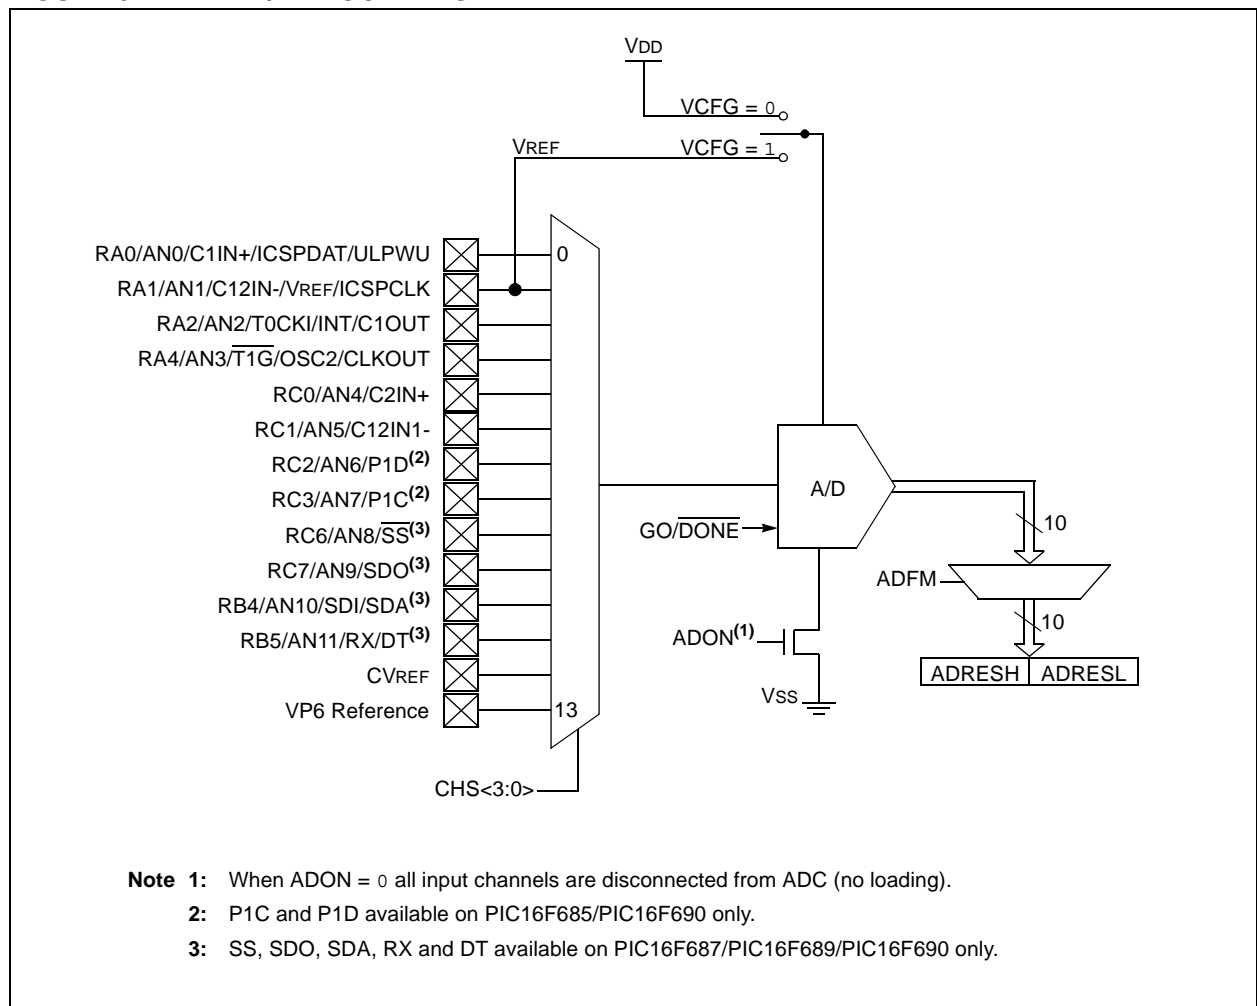 VDD
VCFG = 0
VREF
VCFG = 1
RA0/AN0/C1IN+/ICSPDAT/ULPWU
0
RA1/AN1/C12IN-/VREF/ICSPCLK
RA2/AN2/T0CKI/INT/C1OUT
RA4/AN3/T1G/OSC2/CLKOUT
RC0/AN4/C2IN+
RC1/AN5/C12IN1-
RC2/AN6/P1D(2)
RC3/AN7/P1C(2)
RC6/AN8/SS(3)
RC7/AN9/SDO(3)
RB4/AN10/SDI/SDA(3)
RB5/AN11/RX/DT(3)
CVREF
VP6 Reference
13
CHS<3:0>
A/D
GO/DONE
10
ADFM
10
ADON(1)
ADRESH ADRESL
VSS
Note 1: When ADON = 0 all input channels are disconnected from ADC (no loading).
2: P1C and P1D available on PIC16F685/PIC16F690 only.
3: SS, SDO, SDA, RX and DT available on PIC16F687/PIC16F689/PIC16F690 only.